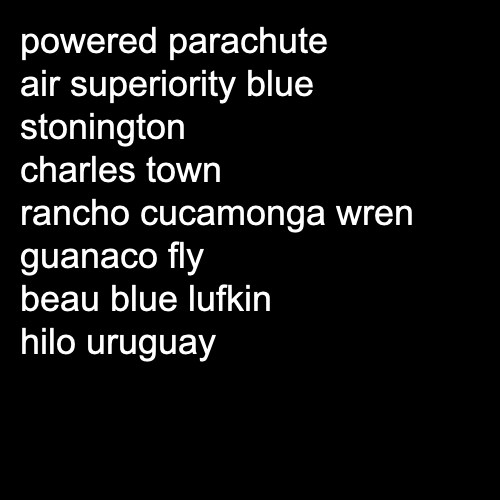 powered parachute
air superiority blue
stonington
charles town
rancho cucamonga wren
guanaco fly
beau blue lufkin
hilo uruguay